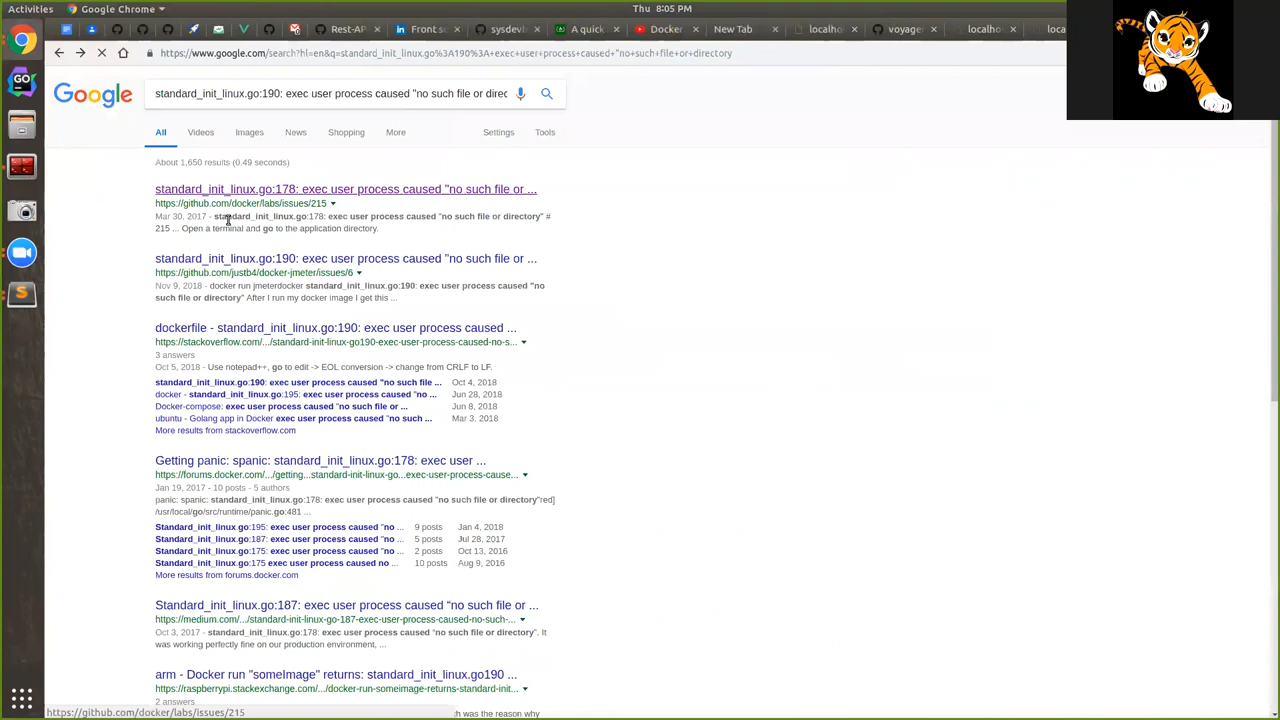 Activities Google Chrome Thu 8:05 PM
Rest-AP Front-s Linux f sysdev A quick Docker New Tab localho voyage localho
https://www.google.com/search?hl=en&q=standard_init_linux.go%3A190%3A+exec+user+process+caused+"no+such+file+or+directory
Google standard_init_linux.go:190: exec user process caused "no such file or direc
All Videos Images News Shopping More Settings Tools
About 1,650 results (0.49 seconds)
standard_init_linux.go:178: exec user process caused "no such file or ...
https://github.com/docker/labs/issues/215
Mar 30, 2017 - standard_init_linux.go:178: exec user process caused "no such file or directory" #
215 ... Open a terminal and go to the application directory.
standard_init_linux.go:190: exec user process caused "no such file or ...
https://github.com/justb4/docker-jmeter/issues/6
Nov 9, 2018 - docker run jmeterdocker standard_init_linux.go:190: exec user process caused "no
such file or directory" After I run my docker image I get this ...
dockerfile - standard_init_linux.go:190: exec user process caused ...
https://stackoverflow.com/.../standard-init-linux-go190-exec-user-process-caused-no-s...
3 answers
Oct 5, 2018 - Use notepad++, go to edit -> EOL conversion -> change from CRLF to LF.
standard_init_linux.go:190: exec user process caused "no such file ... Oct 4, 2018
docker - standard_init_linux.go:195: exec user process caused "no ... Jun 28, 2018
Docker-compose: exec user process caused "no such file or ... Jun 8, 2018
ubuntu - Golang app in Docker exec user process caused "no such ... Mar 3, 2018
More results from stackoverflow.com
Getting panic: spanic: standard_init_linux.go:178: exec user ...
https://forums.docker.com/.../getting...standard-init-linux-go...exec-user-process-cause...
Jan 19, 2017 - 10 posts - 5 authors
panic: spanic: standard_init_linux.go:178: exec user process caused "no such file or directory"red]
/usr/local/go/src/runtime/panic.go:481 ...
Standard_init_linux.go:195: exec user process caused "no ... 9 posts Jan 4, 2018
Standard_init_linux.go:187: exec user process caused "no ... 5 posts Jul 28, 2017
Standard_init_linux.go:175: exec user process caused "no ... 2 posts Oct 13, 2016
Standard_init_linux.go:175 exec user process caused no ... 10 posts Aug 9, 2016
More results from forums.docker.com
Standard_init_linux.go:187: exec user process caused “no such file or ...
https://medium.com/.../standard-init-linux-go-187-exec-user-process-caused-no-such-...
Oct 3, 2017 - standard_init_linux.go:178: exec user process caused “no such file or directory”. It
was working perfectly fine on our production environment, ...
arm - Docker run "someImage" returns: standard_init_linux.go190 ...
https://raspberrypi.stackexchange.com/.../docker-run-someimage-returns-standard-init...
2 answers
https://github.com/docker/labs/issues/215 was the reason why